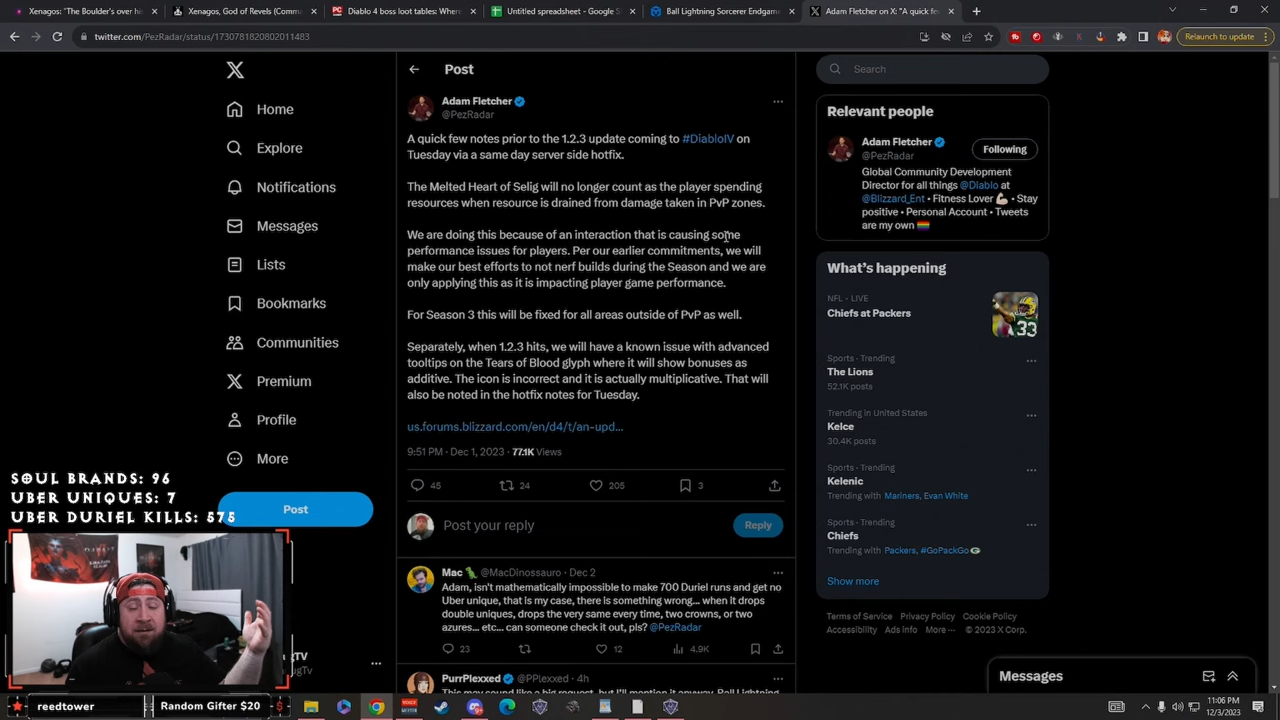 Xenagos: "The Boulder's over hi
Xenagos, God of Revels (Comm
Diablo 4 boss loot tables: Wher
Untitled spreadsheet - Google S
Ball Lightning Sorcerer Endgam
Adam Fletcher on X: "A quick fe
twitter.com/PezRadar/status/1730781820802011483
Relaunch to update
Home
Explore
Notifications
Messages
Lists
Bookmarks
Communities
Premium
Profile
More
Post
Post
Adam Fletcher
@PezRadar
A quick few notes prior to the 1.2.3 update coming to #DiabloIV on
Tuesday via a same day server side hotfix.
The Melted Heart of Selig will no longer count as the player spending
resources when resource is drained from damage taken in PvP zones.
We are doing this because of an interaction that is causing some
performance issues for players. Per our earlier commitments, we will
make our best efforts to not nerf builds during the Season and we are
only applying this as it is impacting player game performance.
For Season 3 this will be fixed for all areas outside of PvP as well.
Separately, when 1.2.3 hits, we will have a known issue with advanced
tooltips on the Tears of Blood glyph where it will show bonuses as
additive. The icon is incorrect and it is actually multiplicative. That will
also be noted in the hotfix notes for Tuesday.
us.forums.blizzard.com/en/d4/t/an-upd...
9:51 PM · Dec 1, 2023 · 77.1K Views
45
24
205
3
Post your reply
Reply
Mac @MacDinossauro · Dec 2
Adam, isn't mathematically impossible to make 700 Duriel runs and get no
Uber unique, that is my case, there is something wrong... when it drops
double uniques, drops the very same every time, two crowns, or two
azures... etc... can someone check it out, pls? @PezRadar
23
12
4.9K
PurrPlexxed @PPlexxed · 4h
This may sound like a big request, but I'll mention it anyway, Ball Lightning
Search
Relevant people
Adam Fletcher
@PezRadar
Following
Global Community Development
Director for all things @Diablo at
@Blizzard_Ent • Fitness Lover • Stay
positive • Personal Account • Tweets
are my own
What's happening
NFL · LIVE
Chiefs at Packers
33
Sports · Trending
The Lions
52.1K posts
Trending in United States
Kelce
30.4K posts
Sports · Trending
Kelenic
Trending with Mariners, Evan White
Sports · Trending
Chiefs
Trending with Packers, #GoPackGo
Show more
Terms of Service Privacy Policy Cookie Policy
Accessibility Ads info More ··· © 2023 X Corp.
Messages
SOUL BRANDS: 96
UBER UNIQUES: 7
UBER DURIEL KILLS: 575
gTV
ugTv
reedtower
Random Gifter $20
11:06 PM
12/3/2023